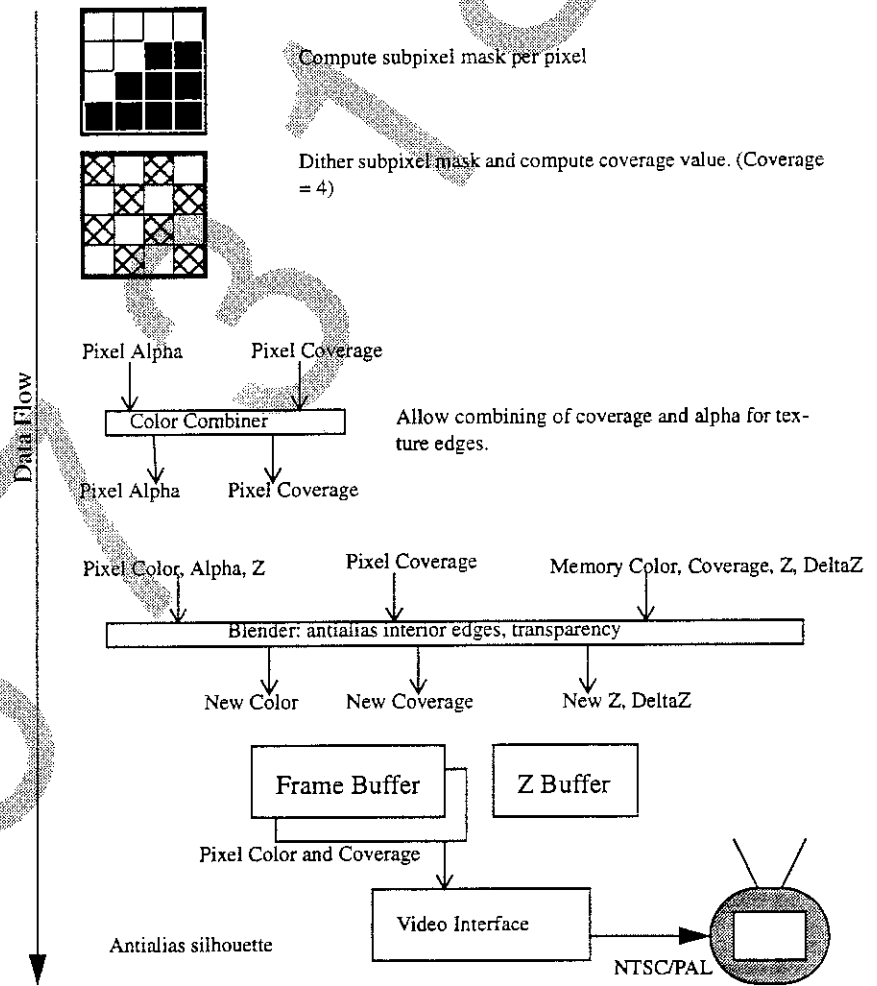 Compute subpixel mask per pixel
Dither subpixel mask and compute coverage value. (Coverage
= 4)
Data Flow
Pixel Alpha
Pixel Coverage
Color Combiner
Allow combining of coverage and alpha for tex-
ture edges.
Pixel Alpha
Pixel Coverage
Pixel Color, Alpha, Z
Pixel Coverage
Memory Color, Coverage, Z, DeltaZ
Blender: antialias interior edges, transparency
New Color
New Coverage
New Z, DeltaZ
Frame Buffer
Z Buffer
Pixel Color and Coverage
Video Interface
Antialias silhouette
NTSC/PAL